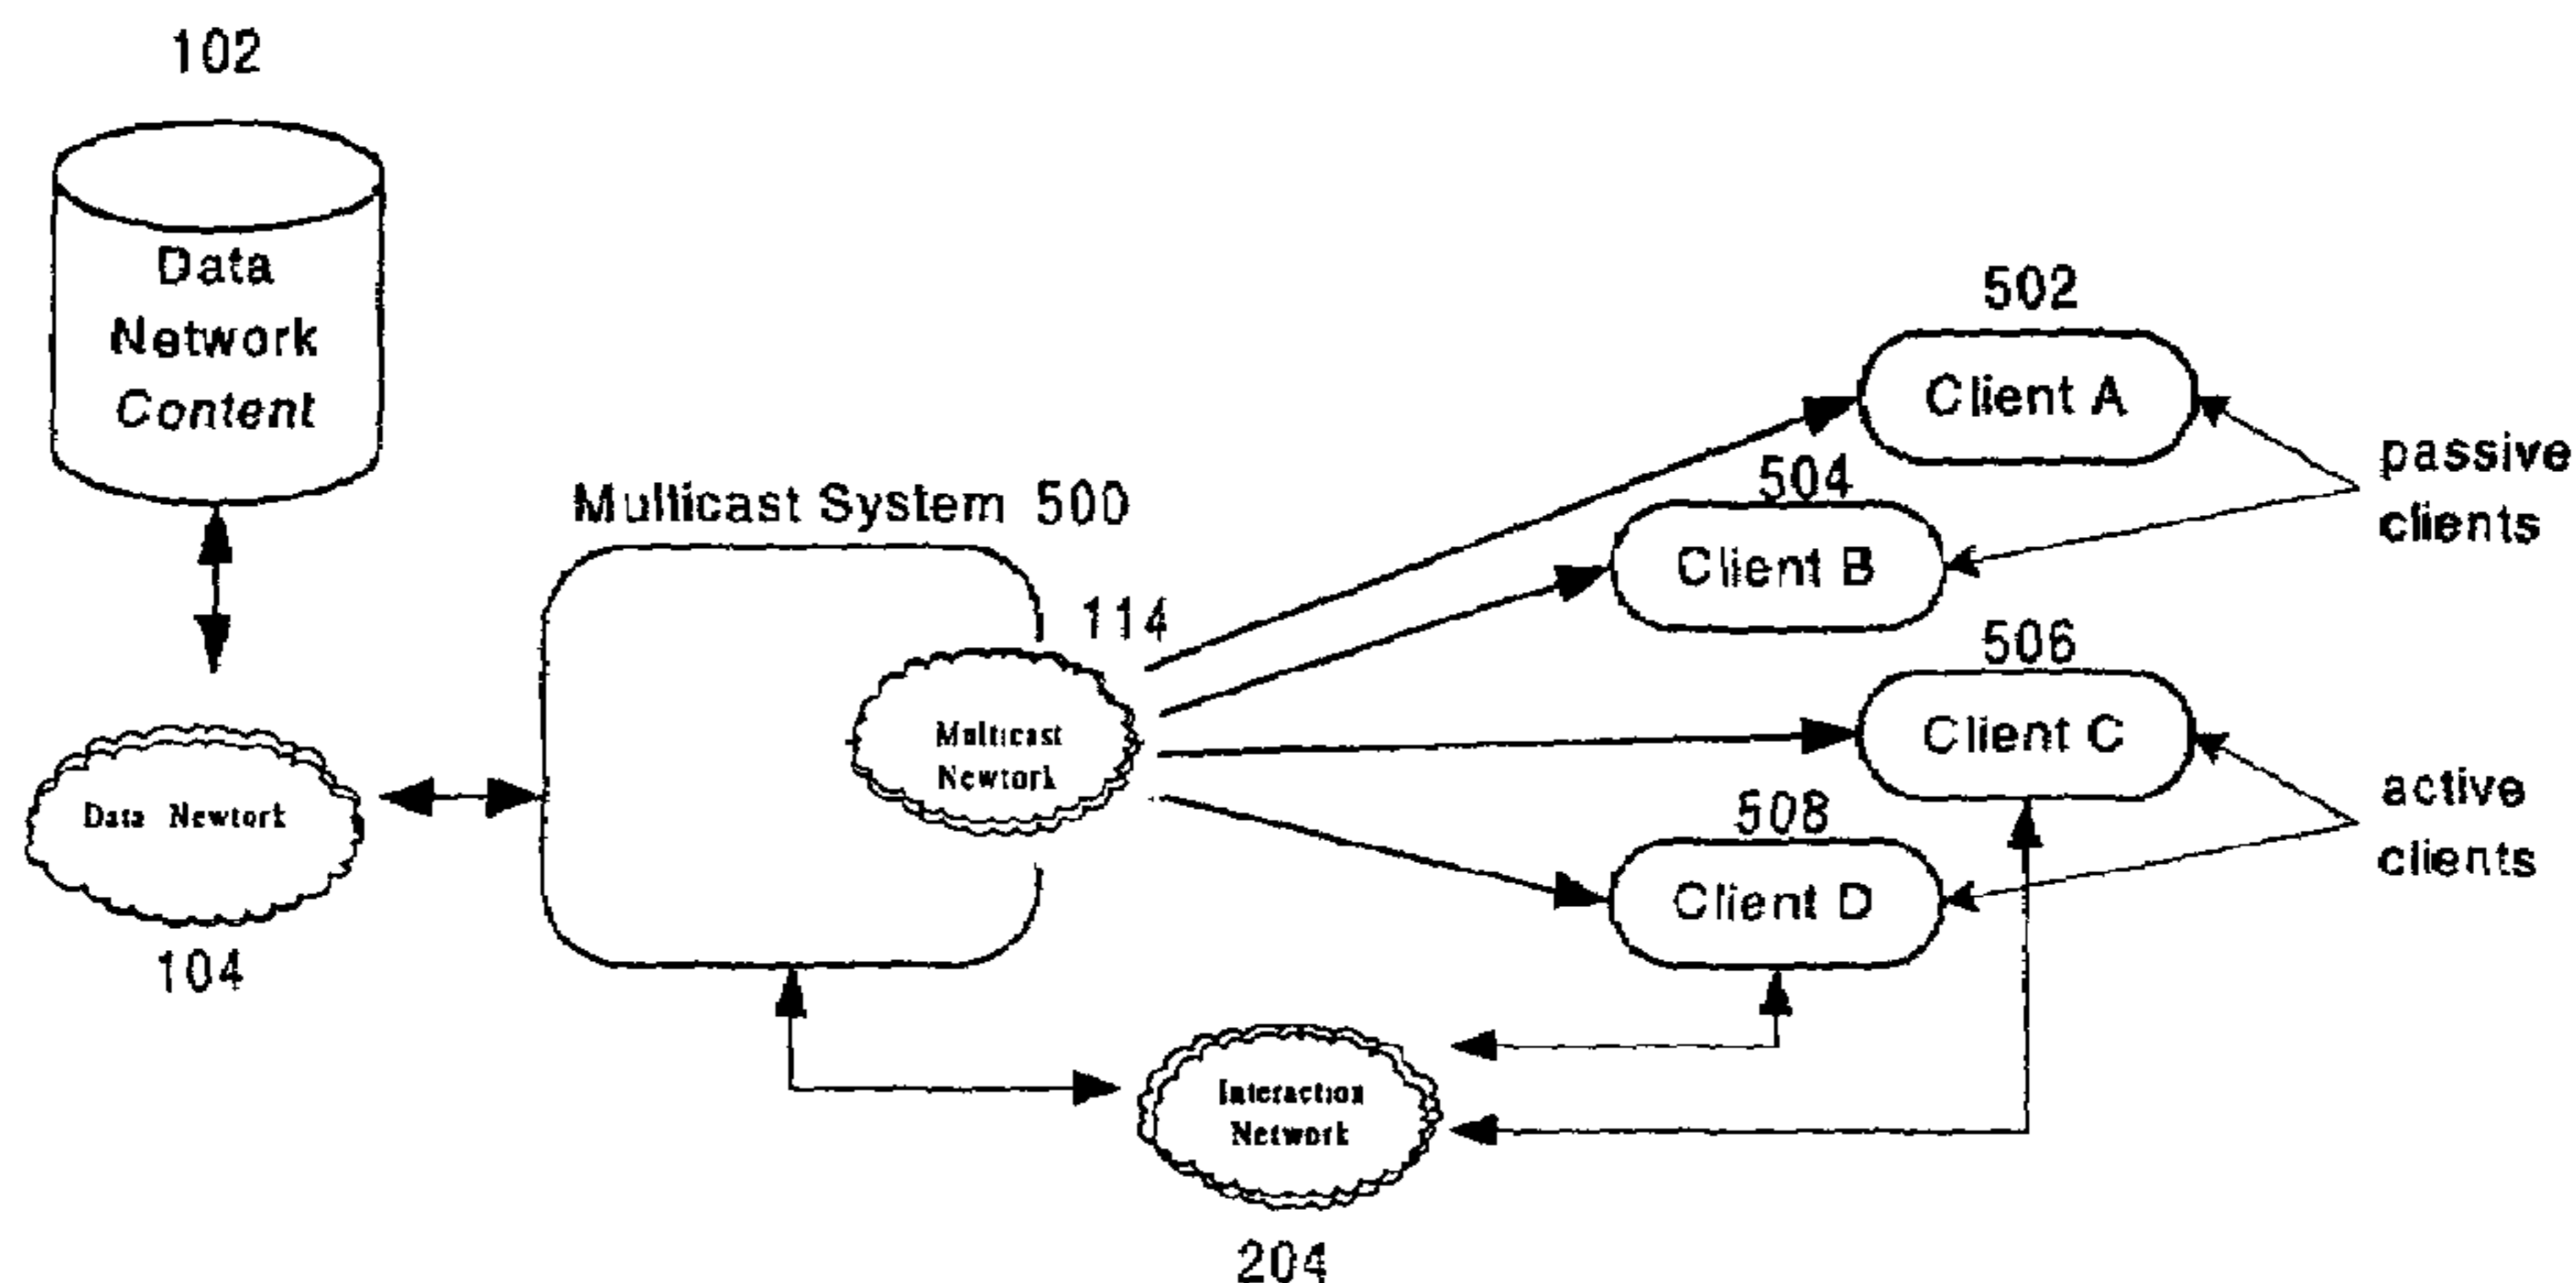 102
Data
Network
Content
Multicast System 500
114
Multicast
Newtork
Data Newtork
104
502
Client A
504
Client B
passive
clients
506
Client C
508
Client D
active
clients
Interaction
Network
204